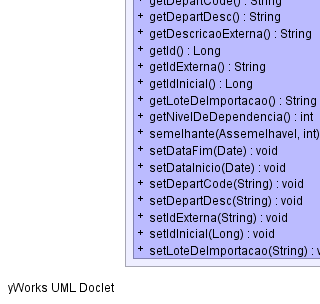 + getDepartCode() : String
+ getDepartDesc() : String
+ getDescricaoExterna() : String
+ getId() : Long
+ getIdExterna() : String
+ getIdInicial() : Long
+ getLoteDeImportacao() : String
+ getNivelDeDependencia() : int
+ semelhante(Assemelhavel, int)
+ setDataFim(Date) : void
+ setDataInicio(Date) : void
+ setDepartCode(String) : void
+ setDepartDesc(String) : void
+ setIdExterna(String) : void
+ setIdInicial(Long) : void
+ setLoteDeImportacao(String) :
yWorks UML Doclet